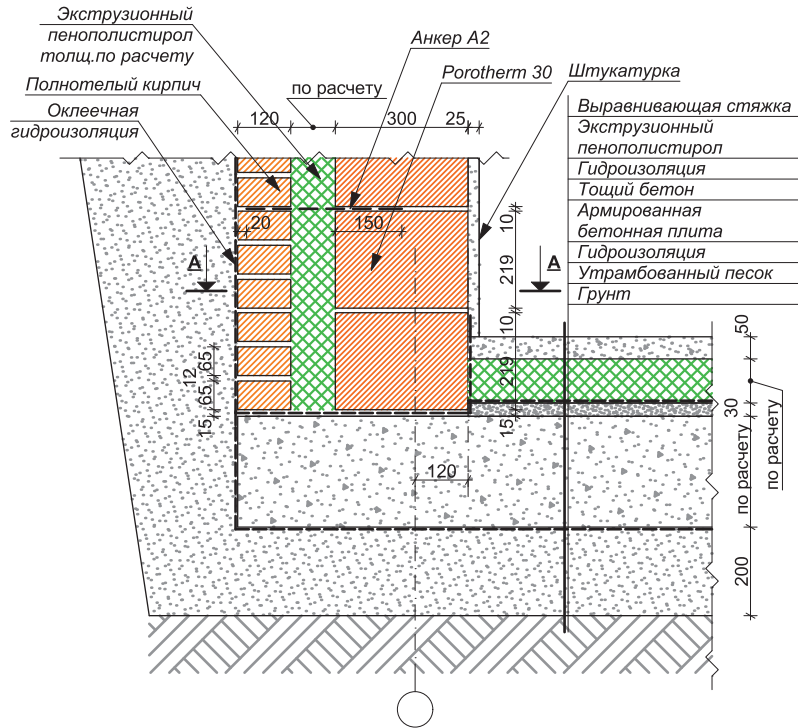 Экструзионный
пенополистирол
толщ.по расчету
Полнотелый кирпич
Оклеечная
гидроизоляция
по расчету
Анкер А2
Porotherm 30
Штукатурка
120
300
25
Выравнивающая стяжка
Экструзионный
пенополистирол
Гидроизоляция
Тощий бетон
Армированная
бетонная плита
Гидроизоляция
Утрамбованный песок
Грунт
20
150
10
219
10
219
15
А
А
65
12
65
15
120
50
30
по расчету
по расчету
200